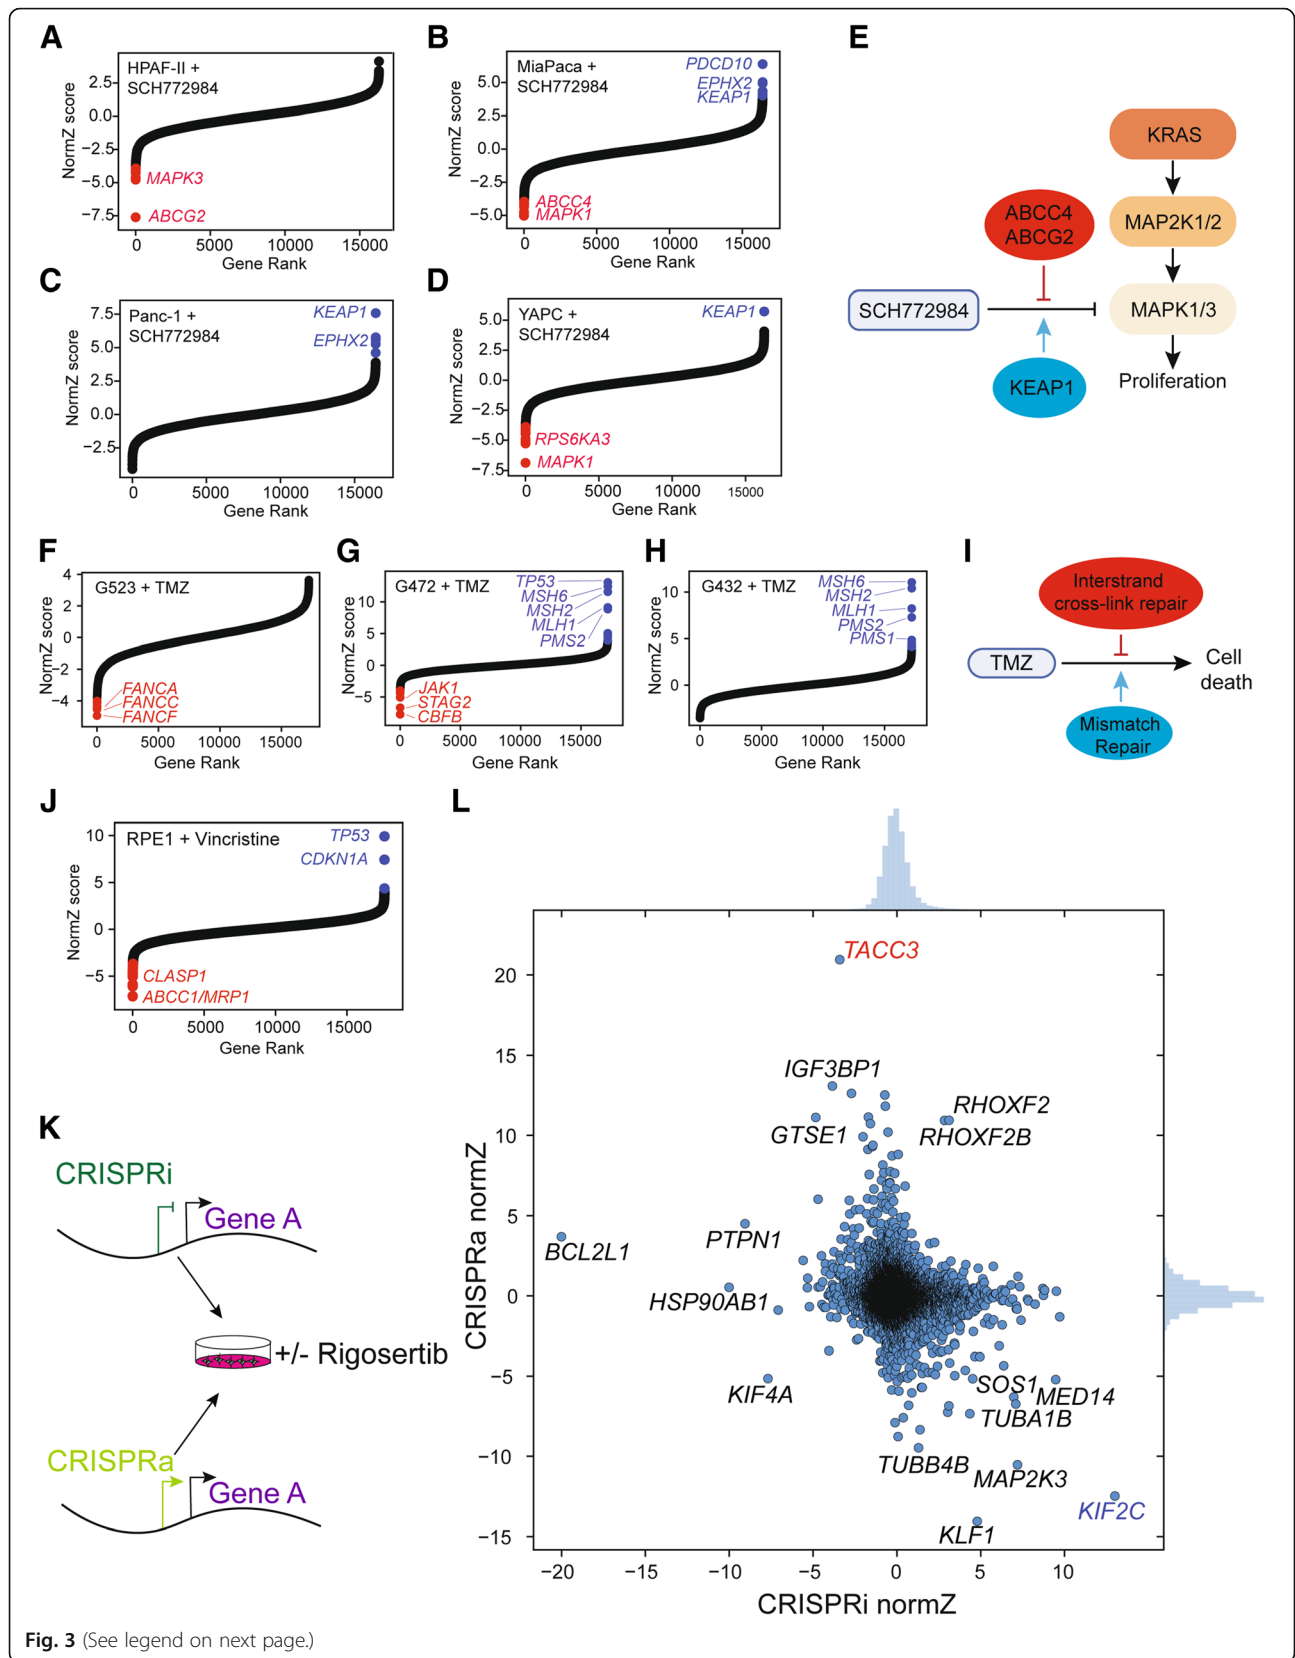 A
HPAF-II +
SCH772984
NormZ score
2.5
0.0
−2.5
−5.0
−7.5
MAPK3
ABCG2
0
5000
10000
15000
Gene Rank
B
MiaPaca +
SCH772984
NormZ score
5.0
2.5
0.0
−2.5
−5.0
PDCD10
EPHX2
KEAP1
ABCC4
MAPK1
0
5000
10000
15000
Gene Rank
C
Panc-1 +
SCH772984
NormZ score
7.5
5.0
2.5
0.0
−2.5
KEAP1
EPHX2
0
5000
10000
15000
Gene Rank
D
YAPC +
SCH772984
NormZ score
5.0
2.5
0.0
−2.5
−5.0
−7.5
KEAP1
RPS6KA3
MAPK1
0
5000
10000
15000
Gene Rank
E
KRAS
ABCC4
ABCG2
MAP2K1/2
SCH772984
MAPK1/3
KEAP1
Proliferation
F
G523 + TMZ
NormZ score
4
2
0
−2
−4
FANCA
FANCC
FANCF
0
5000
10000
15000
Gene Rank
G
G472 + TMZ
NormZ score
10
5
0
−5
TP53
MSH6
MSH2
MLH1
PMS2
JAK1
STAG2
CBFB
0
5000
10000
15000
Gene Rank
H
G432 + TMZ
NormZ score
10
5
0
MSH6
MSH2
MLH1
PMS2
PMS1
0
5000
10000
15000
Gene Rank
I
Interstrand
cross-link repair
TMZ
Cell
death
Mismatch
Repair
J
RPE1 + Vincristine
NormZ score
10
5
0
−5
TP53
CDKN1A
CLASP1
ABCC1/MRP1
0
5000
10000
15000
Gene Rank
K
CRISPRi
Gene A
+/- Rigosertib
CRISPRa
Gene A
L
CRISPRa normZ
20
15
10
5
0
−5
−10
−15
TACC3
IGF3BP1
RHOXF2
GTSE1
RHOXF2B
PTPN1
BCL2L1
HSP90AB1
KIF4A
SOS1
MED14
TUBA1B
TUBB4B
MAP2K3
KIF2C
KLF1
−20
−15
−10
−5
0
5
10
CRISPRi normZ
Fig. 3 (See legend on next page.)